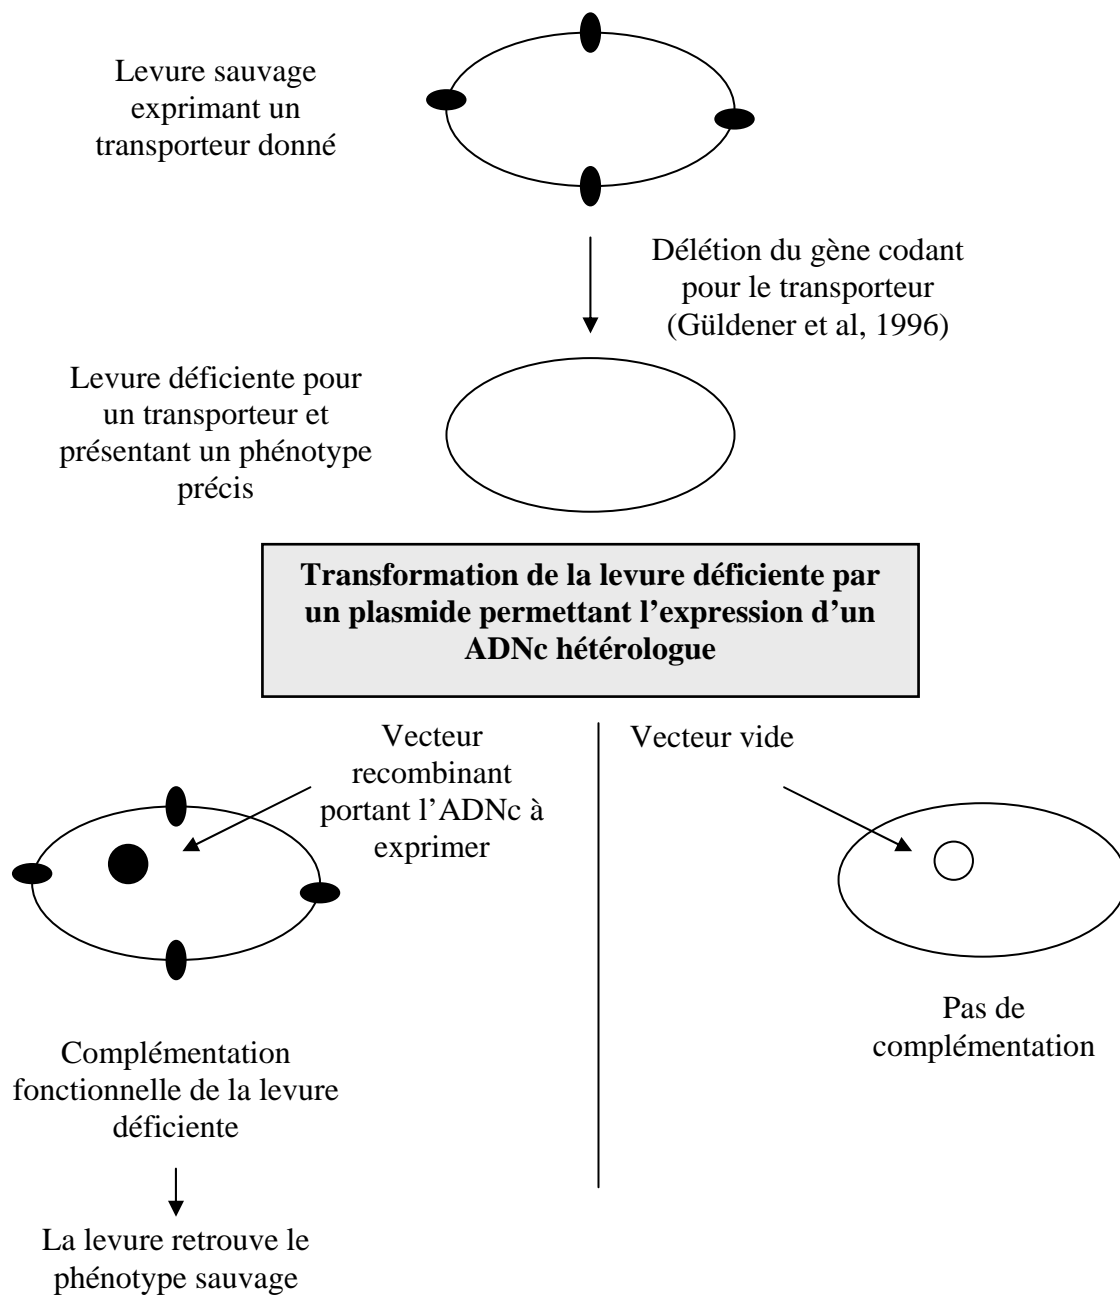 Levure sauvage
exprimant un
transporteur donné
Délétion du gène codant
pour le transporteur
(Güldener et al, 1996)
Levure déficiente pour
un transporteur et
présentant un phénotype
précis
Transformation de la levure déficiente par
un plasmide permettant l’expression d’un
ADNc hétérologue
Vecteur
recombinant
portant l’ADNc à
exprimer
Vecteur vide
Complémentation
fonctionnelle de la levure
déficiente
Pas de
complémentation
La levure retrouve le
phénotype sauvage